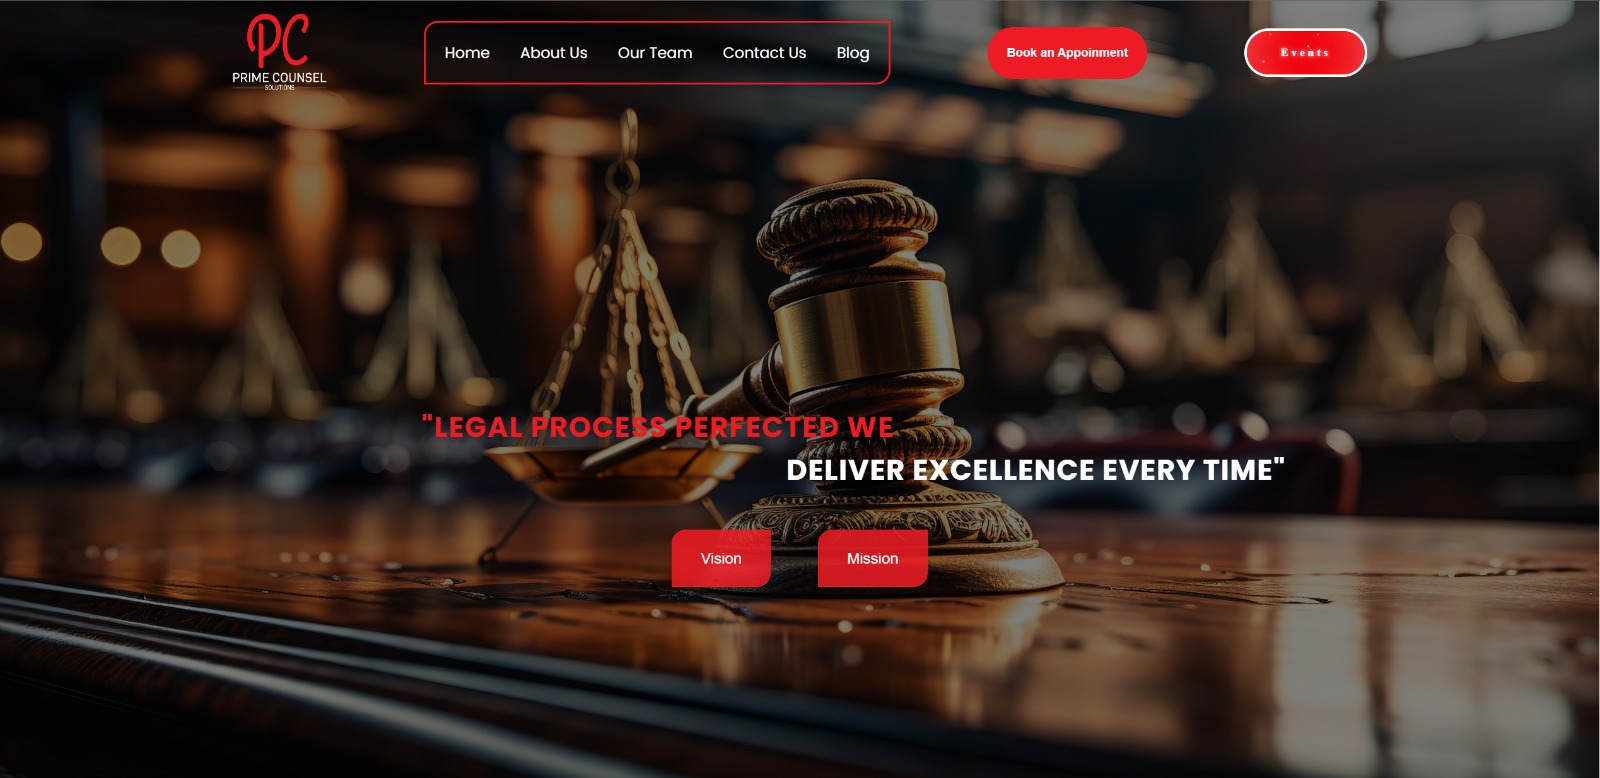 PC
PRIME COUNSEL
SOLUTIONS
Home About Us Our Team Contact Us Blog
Book an Appoinment
Events
"LEGAL PROCESS PERFECTED WE
DELIVER EXCELLENCE EVERY TIME"
Vision Mission